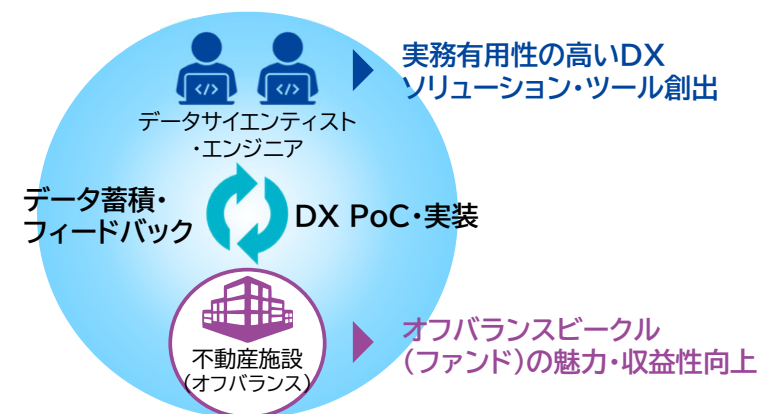 </> </>
データサイエンティスト
・エンジニア
実務有用性の高いDX
ソリューション・ツール創出
データ蓄積・
フィードバック
DX PoC・実装
不動産施設
(オフバランス)
オフバランスビークル
(ファンド)の魅力・収益性向上